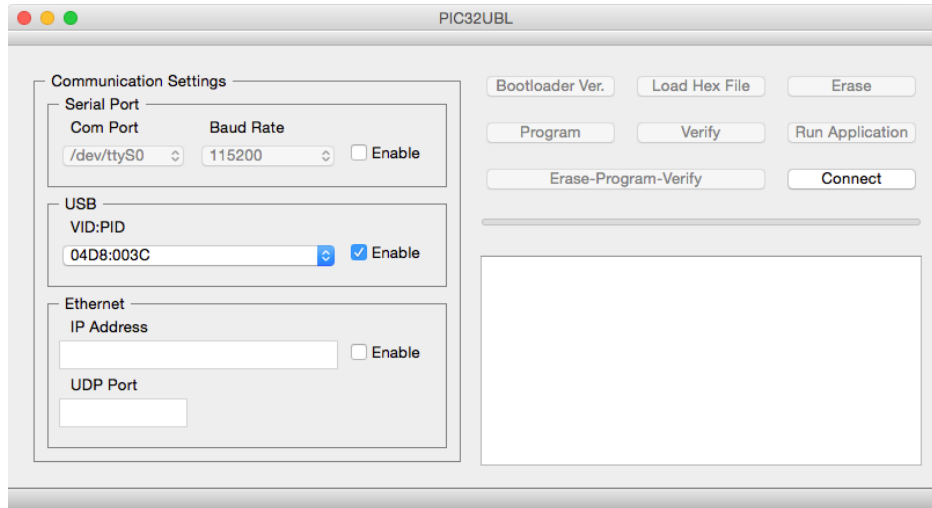 PIC32UBL
Communication Settings
Serial Port
Com Port Baud Rate
/dev/ttyS0 115200 Enable
USB
VID:PID
04D8:003C Enable
Ethernet
IP Address
Enable
UDP Port
Bootloader Ver. Load Hex File Erase
Program Verify Run Application
Erase-Program-Verify Connect